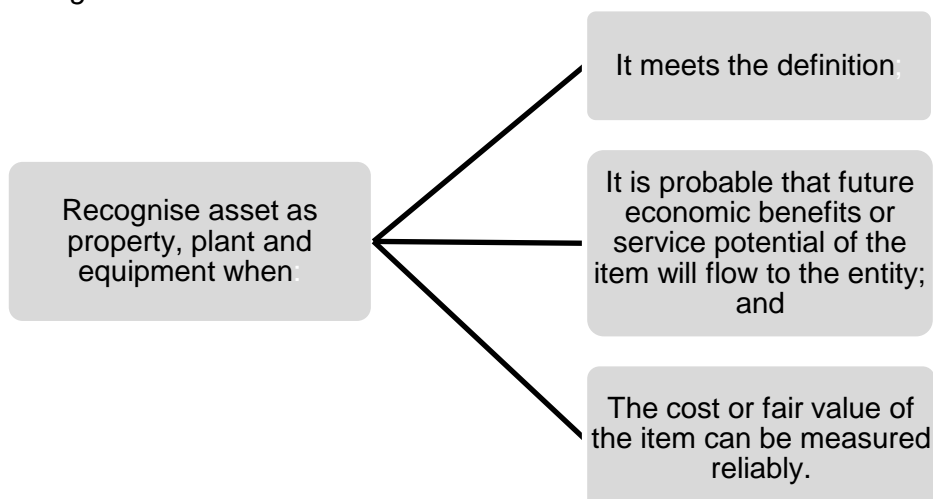 Recognise asset as
property, plant and
equipment when:
It meets the definition;
It is probable that future
economic benefits or
service potential of the
item will flow to the entity;
and
The cost or fair value of
the item can be measured
reliably.